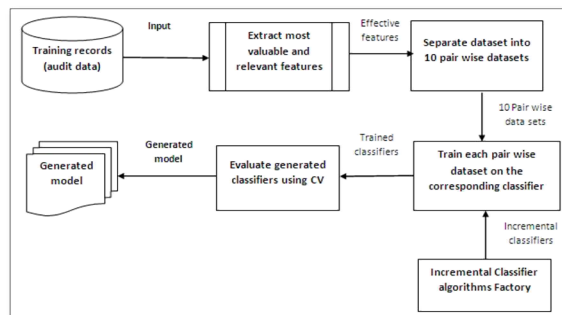 Training records
(audit data)
Input
Extract most
valuable and
relevant features
Effective
features
Separate dataset into
10 pair wise datasets
10 Pair wise
data sets
Train each pair wise
dataset on the
corresponding classifier
Trained
classifiers
Evaluate generated
classifiers using CV
Generated
model
Generated
model
Incremental
classifiers
Incremental Classifier
algorithms Factory